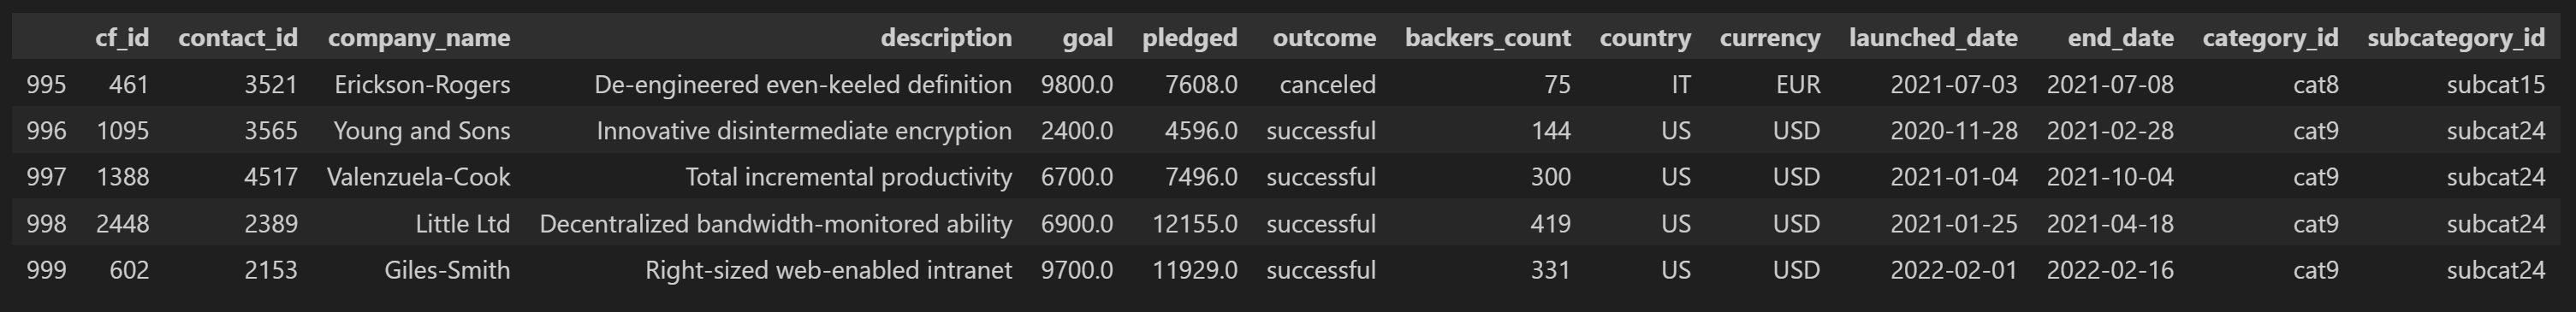 cf_id contact_id company_name description goal pledged outcome backers_count country currency launched_date end_date category_id subcategory_id
995 461 3521 Erickson-Rogers De-engineered even-keeled definition 9800.0 7608.0 canceled 75 IT EUR 2021-07-03 2021-07-08 cat8 subcat15
996 1095 3565 Young and Sons Innovative disintermediate encryption 2400.0 4596.0 successful 144 US USD 2020-11-28 2021-02-28 cat9 subcat24
997 1388 4517 Valenzuela-Cook Total incremental productivity 6700.0 7496.0 successful 300 US USD 2021-01-04 2021-10-04 cat9 subcat24
998 2448 2389 Little Ltd Decentralized bandwidth-monitored ability 6900.0 12155.0 successful 419 US USD 2021-01-25 2021-04-18 cat9 subcat24
999 602 2153 Giles-Smith Right-sized web-enabled intranet 9700.0 11929.0 successful 331 US USD 2022-02-01 2022-02-16 cat9 subcat24